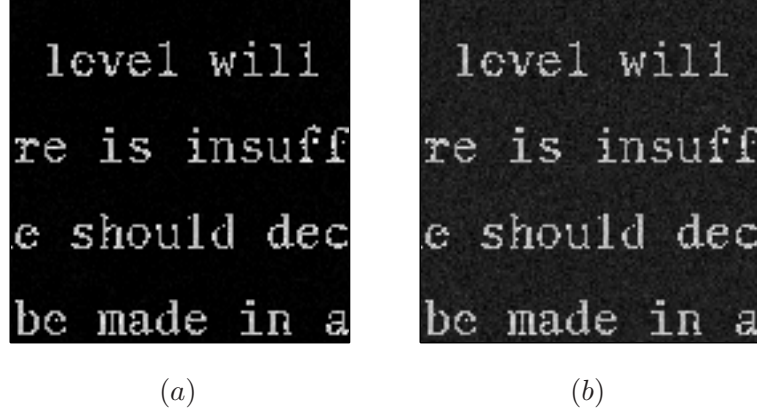 level will
re is insuff
e should dec
be made in a
(a)
level will
re is insuff
e should dec
be made in a
(b)